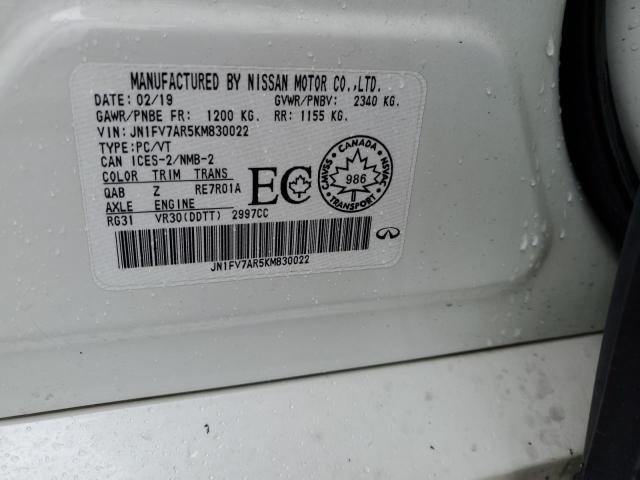 MANUFACTURED BY NISSAN MOTOR CO.,LTD.
DATE: 02/19 GVWR/PNBV: 2340 KG.
GAWR/PNBE FR: 1200 KG. RR: 1155 KG.
VIN: JN1FV7AR5KM830022
TYPE: PC/VT
CAN ICES-2/NMB-2
COLOR TRIM TRANS
QAB Z RE7R01A
AXLE ENGINE
RG31 VR30(DDTT) 2997CC
EC
CANADA
CMVSS 986 NSVAC
TRANSPORT
JN1FV7AR5KM830022